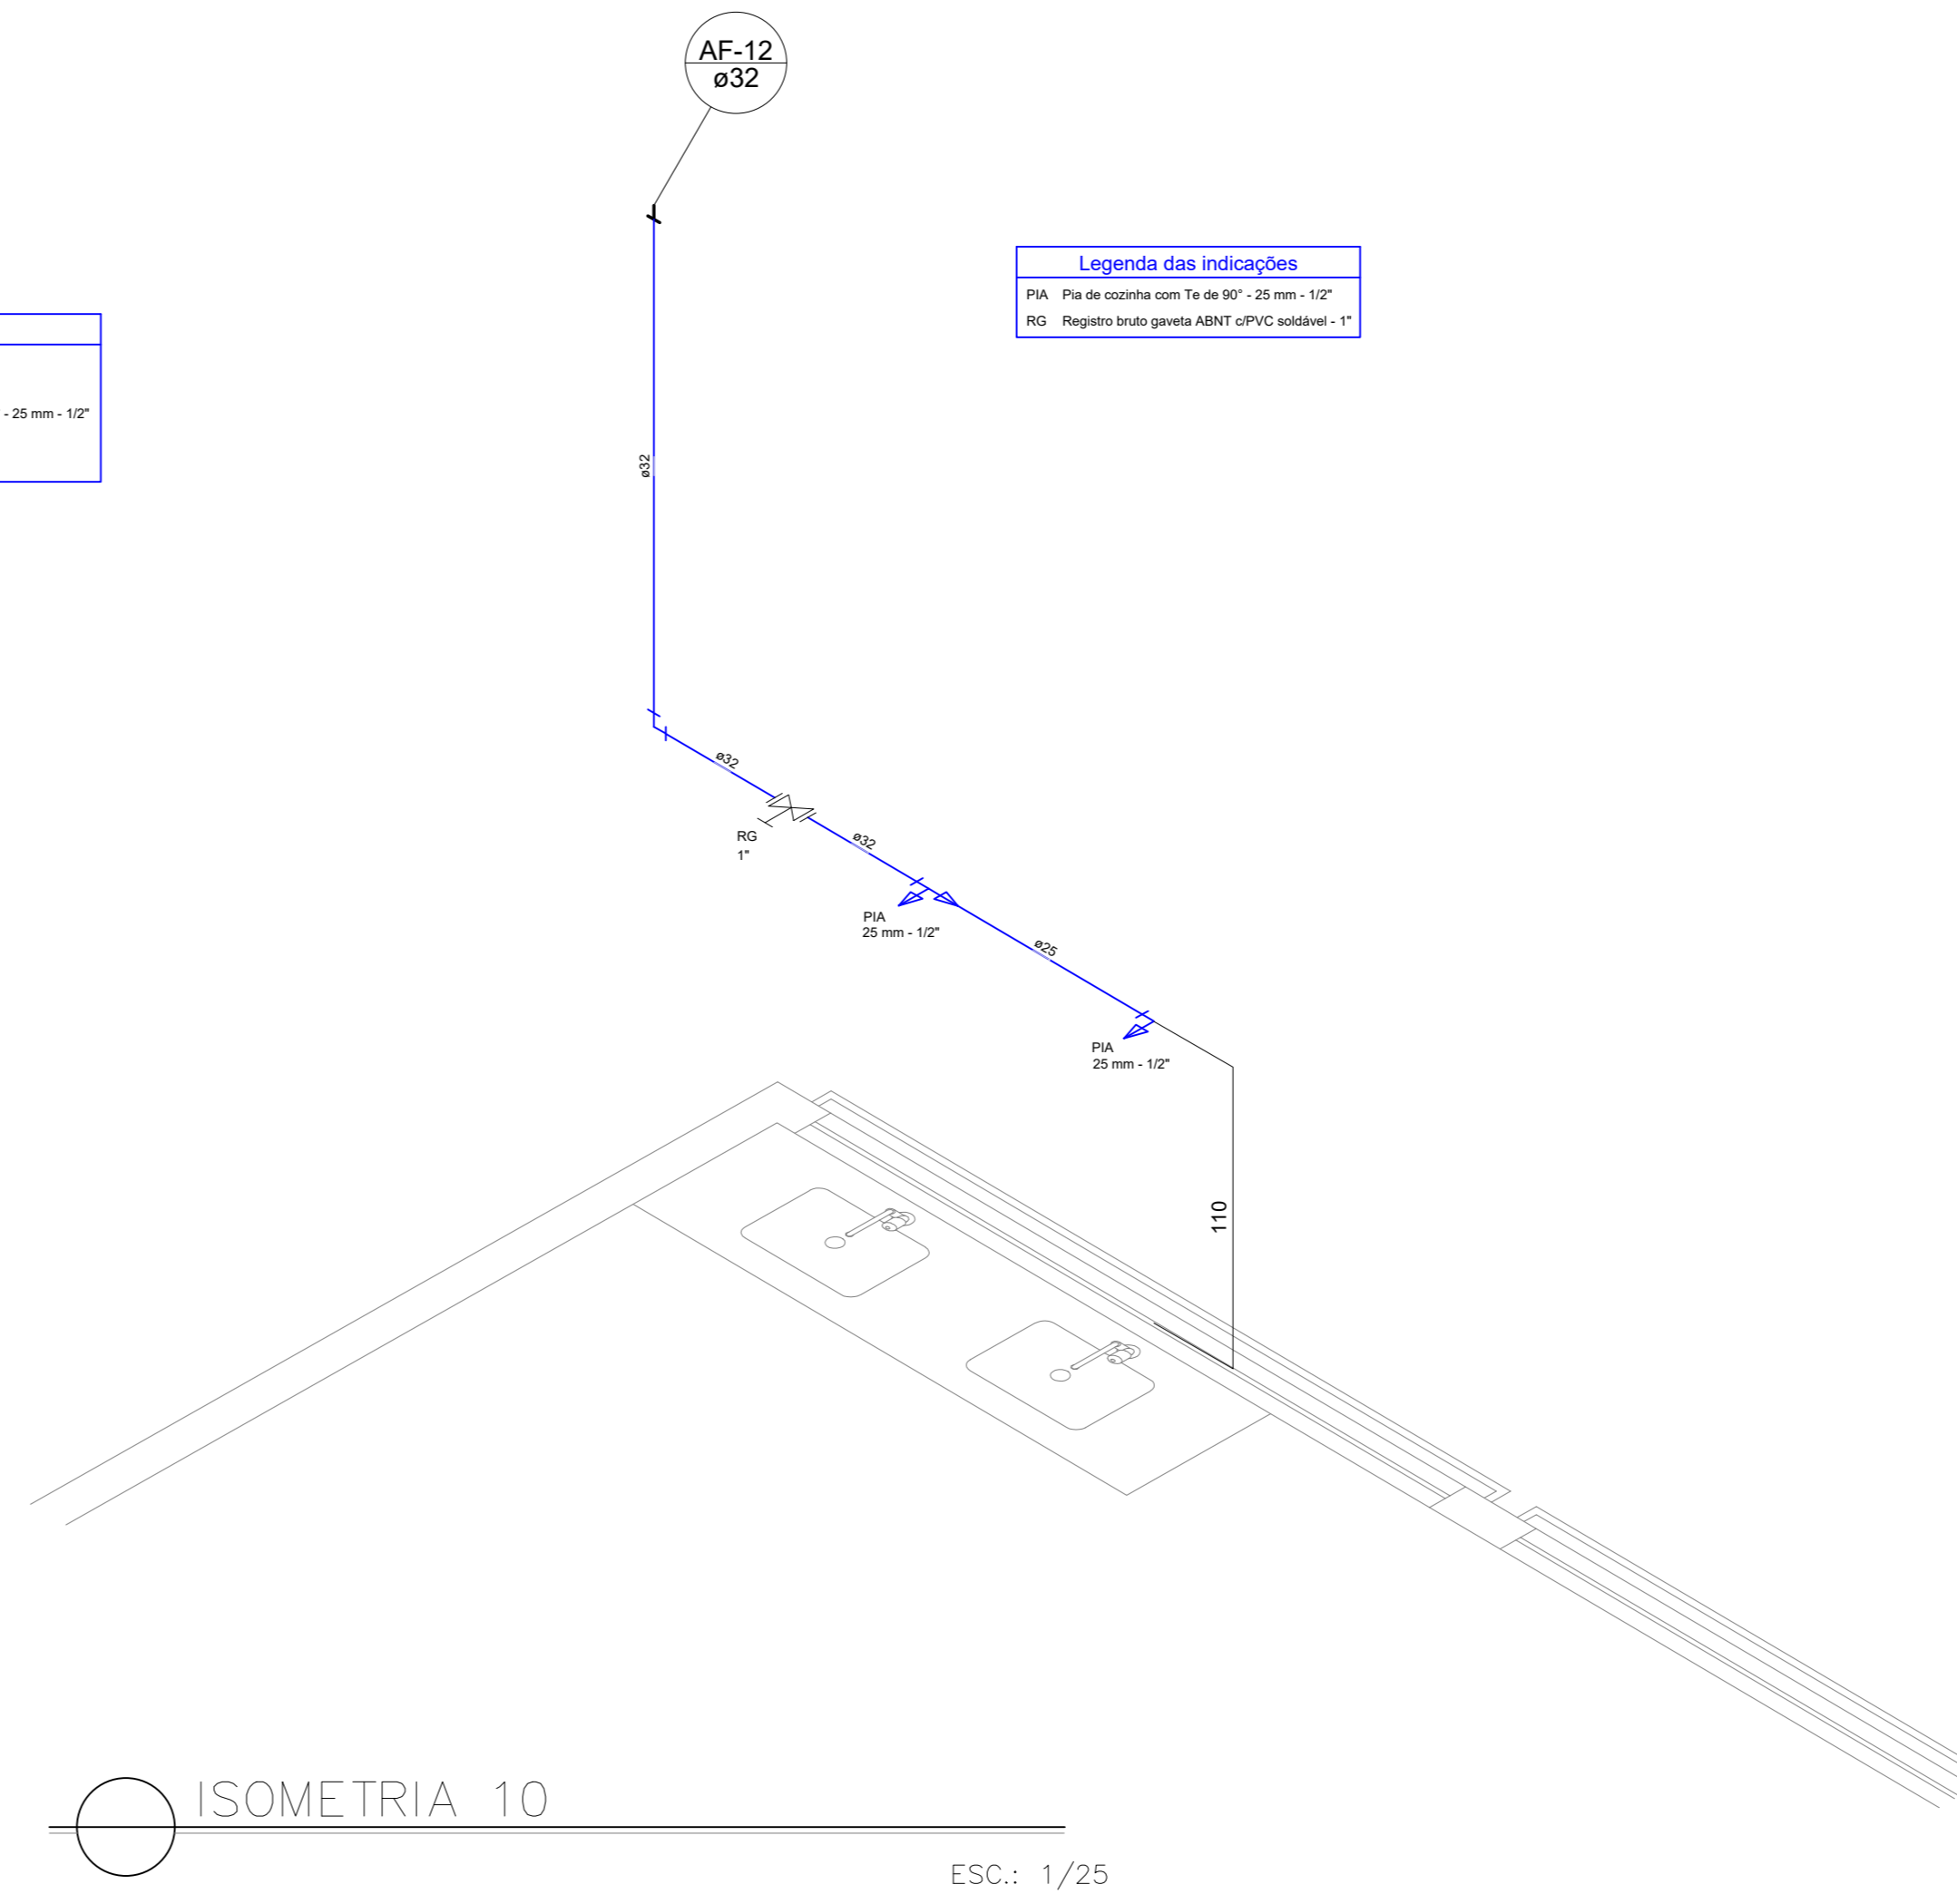 AF-12
ø32
Legenda das indicações
PIA Pia de cozinha com Te de 90° - 25 mm - 1/2"
RG Registro bruto gaveta ABNT c/PVC soldável - 1"
- 25 mm - 1/2"
ø32
ø32
RG
1"
ø32
PIA
25 mm - 1/2"
ø25
PIA
25 mm - 1/2"
110
ISOMETRIA 10
ESC.: 1/25